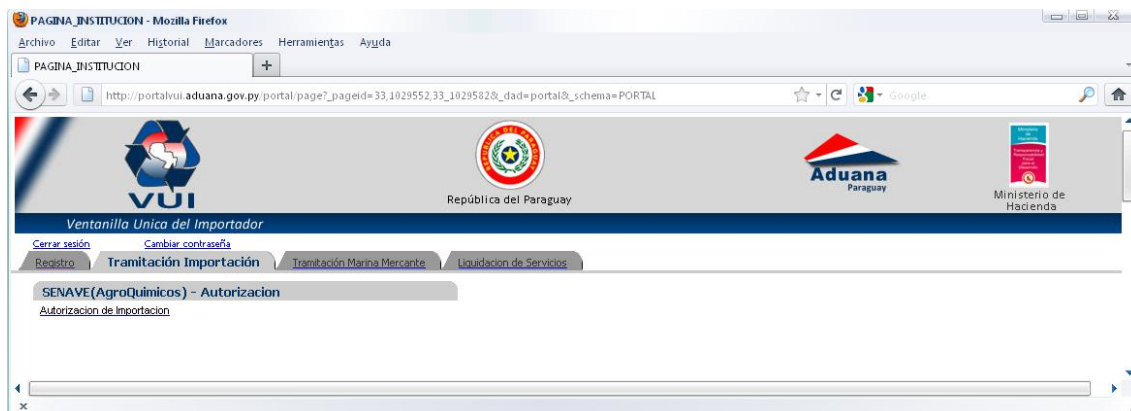 PAGINA_INSTITUCION - Mozilla Firefox
Archivo Editar Ver Historial Marcadores Herramientas Ayuda
PAGINA_INSTITUCION
http://portalvui.aduana.gov.py/portal/page?_pageid=33,1029552,33_1029582&_dad=portal&_schema=PORTAL
Google
VUI
República del Paraguay
Aduana
Paraguay
Ministerio de
Hacienda
Ventanilla Unica del Importador
Cerrar sesión Cambiar contraseña
Registro Tramitación Importación Tramitación Marina Mercante Liquidacion de Servicios
SENAVE(AgroQuimicos) - Autorizacion
Autorizacion de Importacion